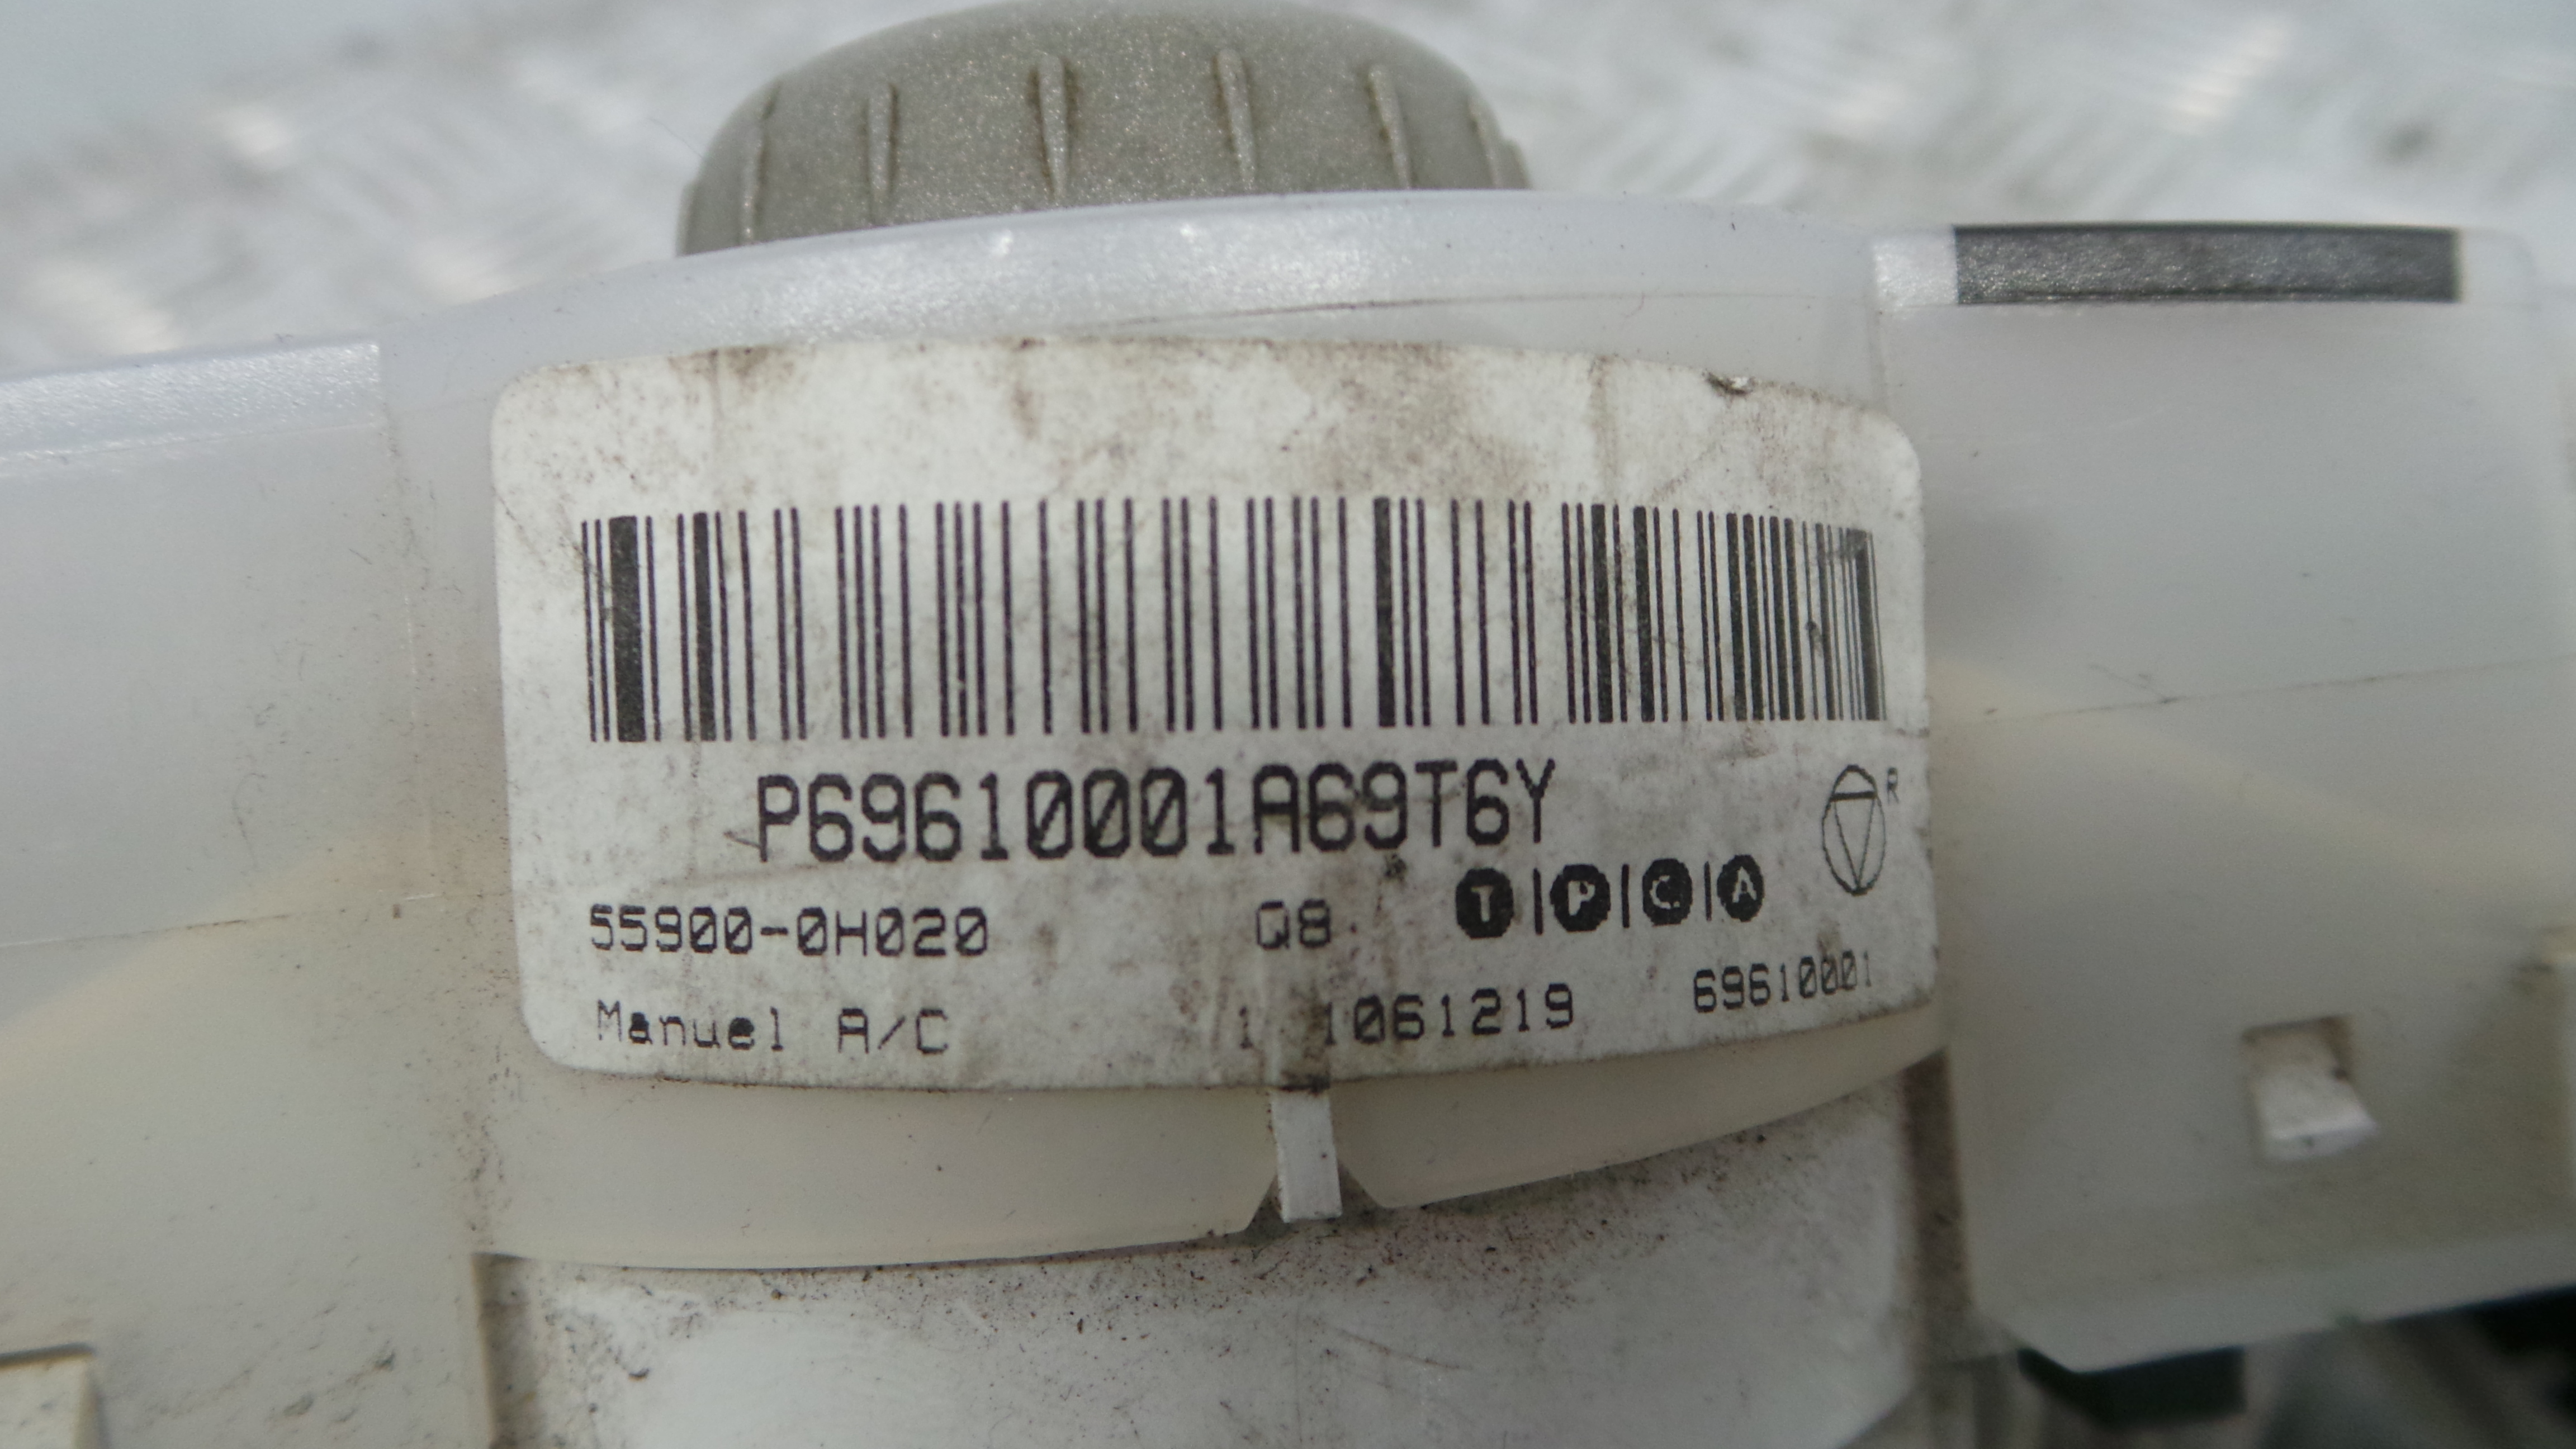 P69610001A69T6Y
55900-0H020 Q8 T|P|C|A R
Manuel A/C 1 1061219 69610001